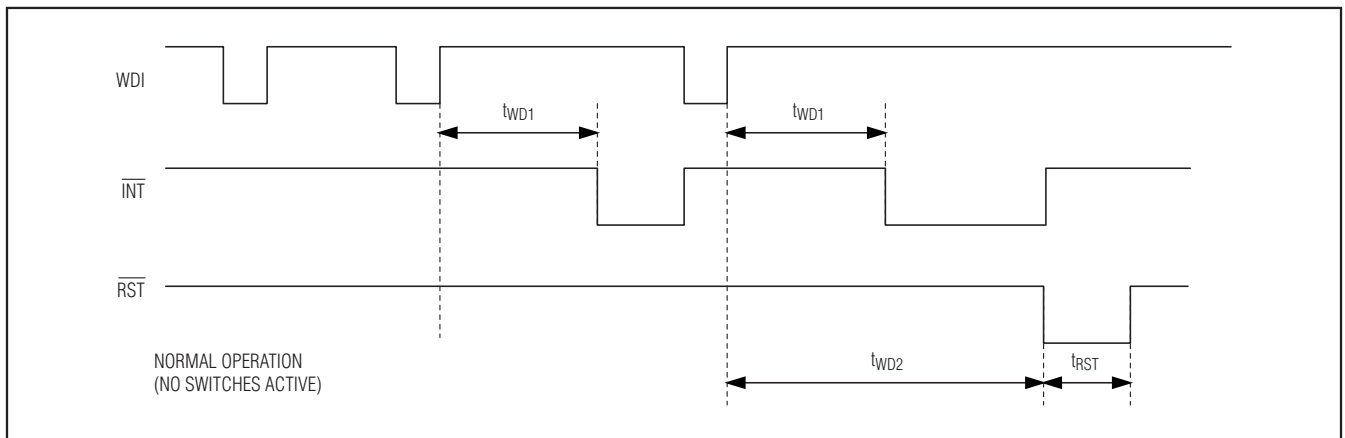 WDI
tWD1
tWD1
INT
RST
NORMAL OPERATION
(NO SWITCHES ACTIVE)
tWD2
tRST